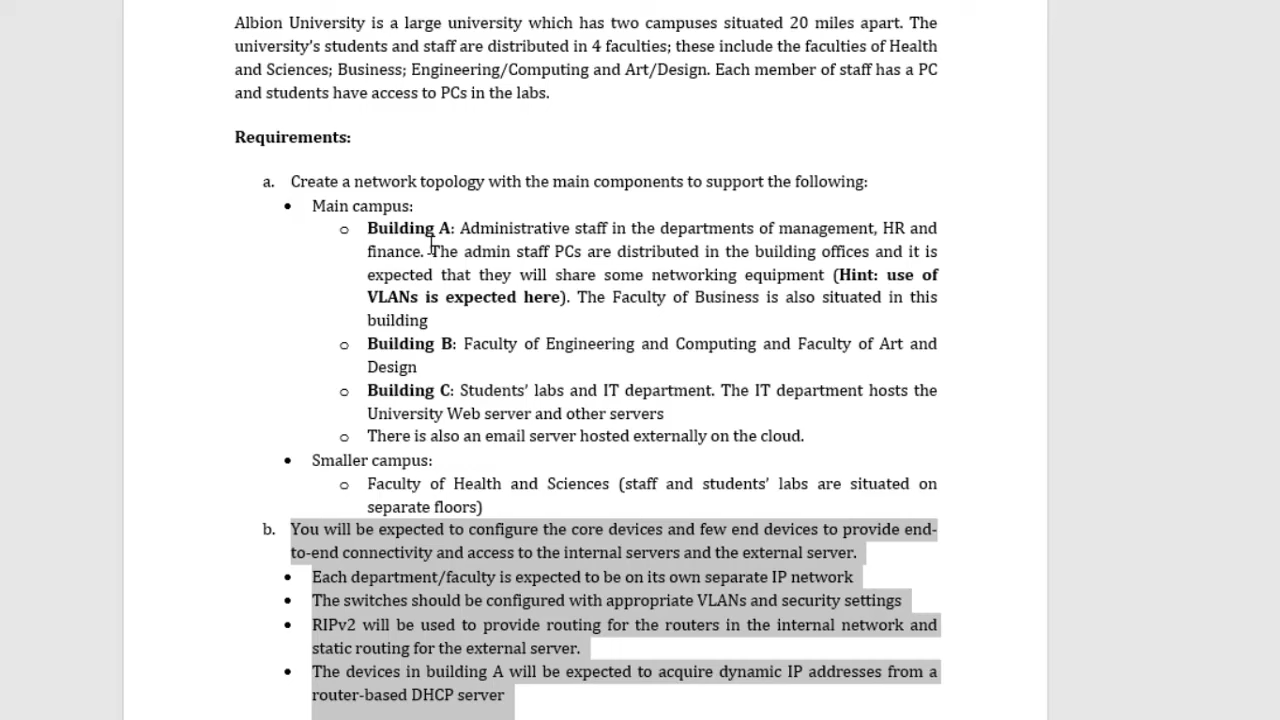 Albion University is a large university which has two campuses situated 20 miles apart. The
university's students and staff are distributed in 4 faculties; these include the faculties of Health
and Sciences; Business; Engineering/Computing and Art/Design. Each member of staff has a PC
and students have access to PCs in the labs.
Requirements:
a. Create a network topology with the main components to support the following:
• Main campus:
o Building A: Administrative staff in the departments of management, HR and
finance. The admin staff PCs are distributed in the building offices and it is
expected that they will share some networking equipment (Hint: use of
VLANs is expected here). The Faculty of Business is also situated in this
building
o Building B: Faculty of Engineering and Computing and Faculty of Art and
Design
o Building C: Students' labs and IT department. The IT department hosts the
University Web server and other servers
o There is also an email server hosted externally on the cloud.
• Smaller campus:
o Faculty of Health and Sciences (staff and students' labs are situated on
separate floors)
b. You will be expected to configure the core devices and few end devices to provide end-
to-end connectivity and access to the internal servers and the external server.
• Each department/faculty is expected to be on its own separate IP network
• The switches should be configured with appropriate VLANs and security settings
• RIPv2 will be used to provide routing for the routers in the internal network and
static routing for the external server.
• The devices in building A will be expected to acquire dynamic IP addresses from a
router-based DHCP server